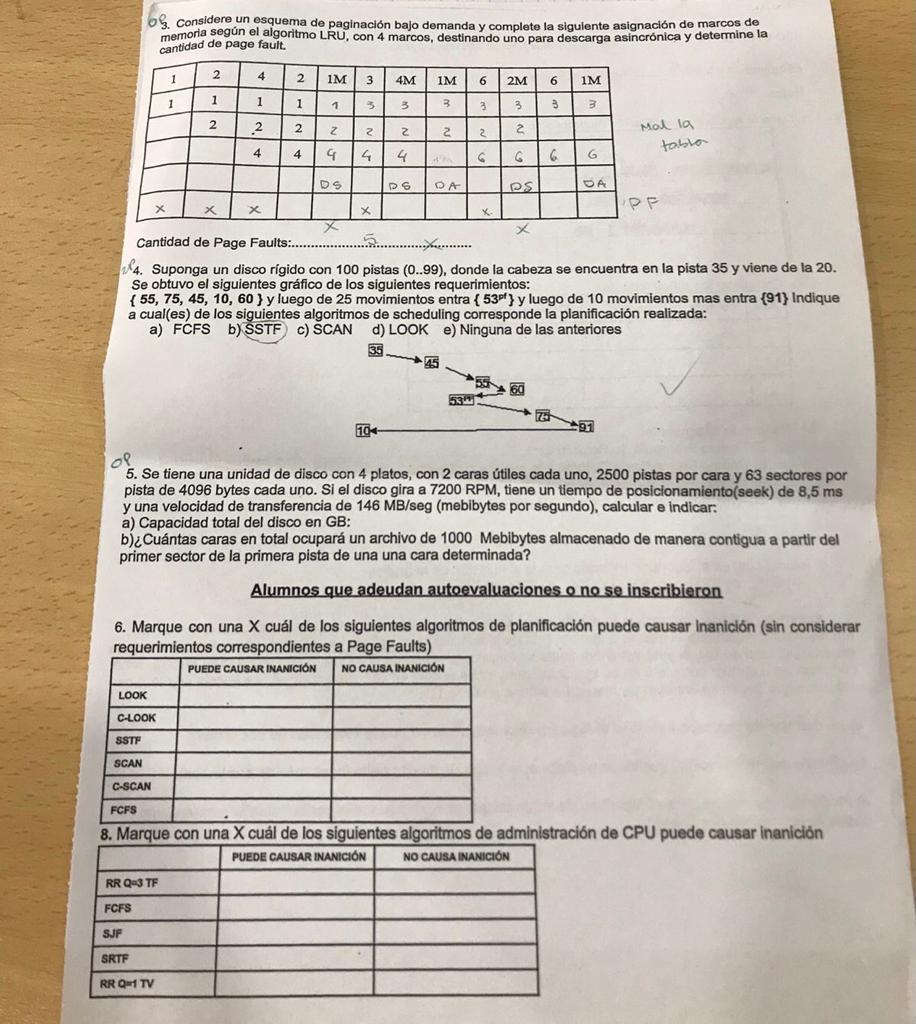 3. Considere un esquema de paginación bajo demanda y complete la siguiente asignación de marcos de
memoria según el algoritmo LRU, con 4 marcos, destinando uno para descarga asincrónica y determine la
cantidad de page fault.
1 2 4 2 1M 3 4M 1M 6 2M 6 1M
1 1 1 1 1 3 3 3 3 3 3 3
2 2 2 2 2 2 2 2 2
4 4 4 4 4 6 6 6 6
DS DS DA DS DA
x x x x x
PF
x x
Mal la
tabla
Cantidad de Page Faults:..........5..........x.........
4. Suponga un disco rígido con 100 pistas (0..99), donde la cabeza se encuentra en la pista 35 y viene de la 20.
Se obtuvo el siguientes gráfico de los siguientes requerimientos:
{ 55, 75, 45, 10, 60 } y luego de 25 movimientos entra { 53ᵖᶠ} y luego de 10 movimientos mas entra {91} Indique
a cual(es) de los siguientes algoritmos de scheduling corresponde la planificación realizada:
a) FCFS b) SSTF c) SCAN d) LOOK e) Ninguna de las anteriores
35
45
55
60
53ᵖᶠ
75
91
10
5. Se tiene una unidad de disco con 4 platos, con 2 caras útiles cada uno, 2500 pistas por cara y 63 sectores por
pista de 4096 bytes cada uno. Si el disco gira a 7200 RPM, tiene un tiempo de posicionamiento(seek) de 8,5 ms
y una velocidad de transferencia de 146 MB/seg (mebibytes por segundo), calcular e indicar:
a) Capacidad total del disco en GB:
b)¿Cuántas caras en total ocupará un archivo de 1000 Mebibytes almacenado de manera contigua a partir del
primer sector de la primera pista de una una cara determinada?
Alumnos que adeudan autoevaluaciones o no se inscribieron
6. Marque con una X cuál de los siguientes algoritmos de planificación puede causar inanición (sin considerar
requerimientos correspondientes a Page Faults)
PUEDE CAUSAR INANICIÓN NO CAUSA INANICIÓN
LOOK
C-LOOK
SSTF
SCAN
C-SCAN
FCFS
8. Marque con una X cuál de los siguientes algoritmos de administración de CPU puede causar inanición
PUEDE CAUSAR INANICIÓN NO CAUSA INANICIÓN
RR Q=3 TF
FCFS
SJF
SRTF
RR Q=1 TV